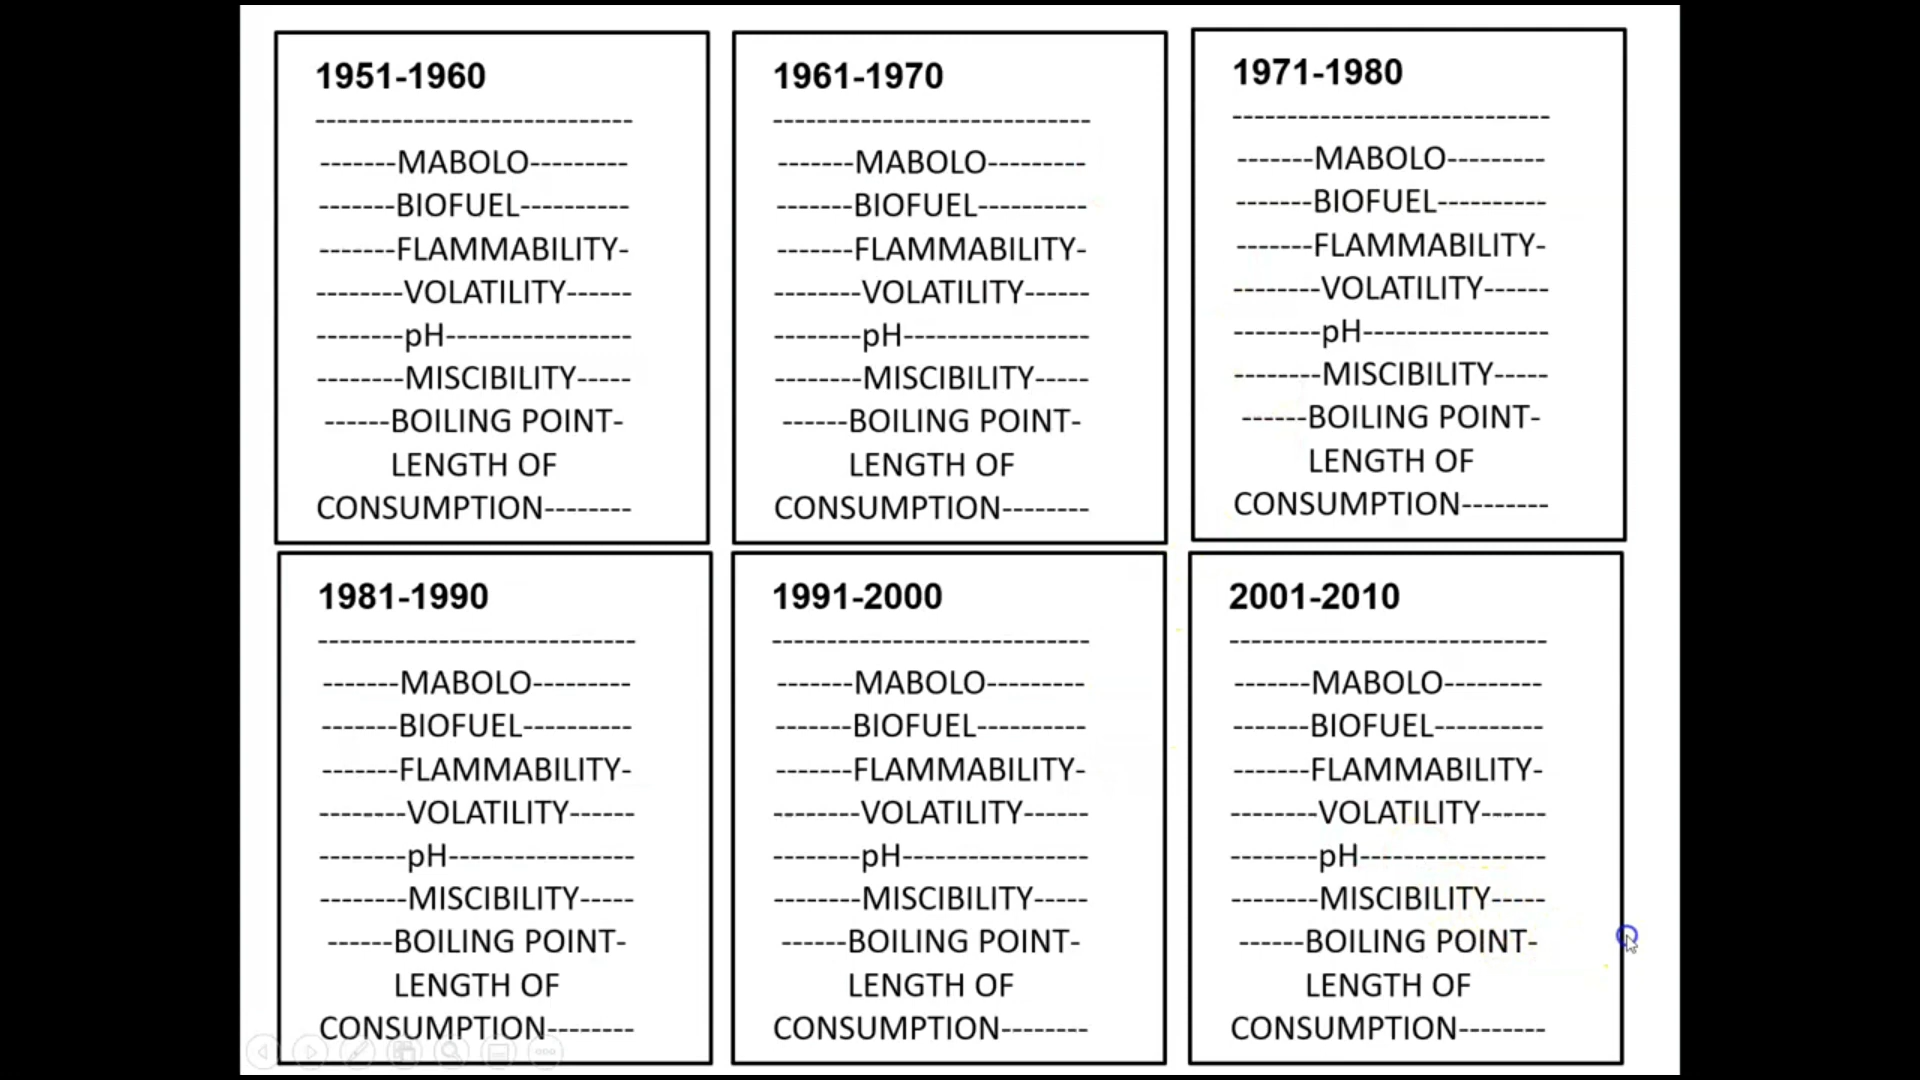 1951-1960
-----------------------------
-------MABOLO---------
-------BIOFUEL----------
-------FLAMMABILITY-
--------VOLATILITY------
--------pH-----------------
--------MISCIBILITY-----
------BOILING POINT-
LENGTH OF
CONSUMPTION--------
1961-1970
-----------------------------
-------MABOLO---------
-------BIOFUEL----------
-------FLAMMABILITY-
--------VOLATILITY------
--------pH-----------------
--------MISCIBILITY-----
------BOILING POINT-
LENGTH OF
CONSUMPTION--------
1971-1980
-----------------------------
-------MABOLO---------
-------BIOFUEL----------
-------FLAMMABILITY-
--------VOLATILITY------
--------pH-----------------
--------MISCIBILITY-----
------BOILING POINT-
LENGTH OF
CONSUMPTION--------
1981-1990
-----------------------------
-------MABOLO---------
-------BIOFUEL----------
-------FLAMMABILITY-
--------VOLATILITY------
--------pH-----------------
--------MISCIBILITY-----
------BOILING POINT-
LENGTH OF
CONSUMPTION--------
1991-2000
-----------------------------
-------MABOLO---------
-------BIOFUEL----------
-------FLAMMABILITY-
--------VOLATILITY------
--------pH-----------------
--------MISCIBILITY-----
------BOILING POINT-
LENGTH OF
CONSUMPTION--------
2001-2010
-----------------------------
-------MABOLO---------
-------BIOFUEL----------
-------FLAMMABILITY-
--------VOLATILITY------
--------pH-----------------
--------MISCIBILITY-----
------BOILING POINT-
LENGTH OF
CONSUMPTION--------